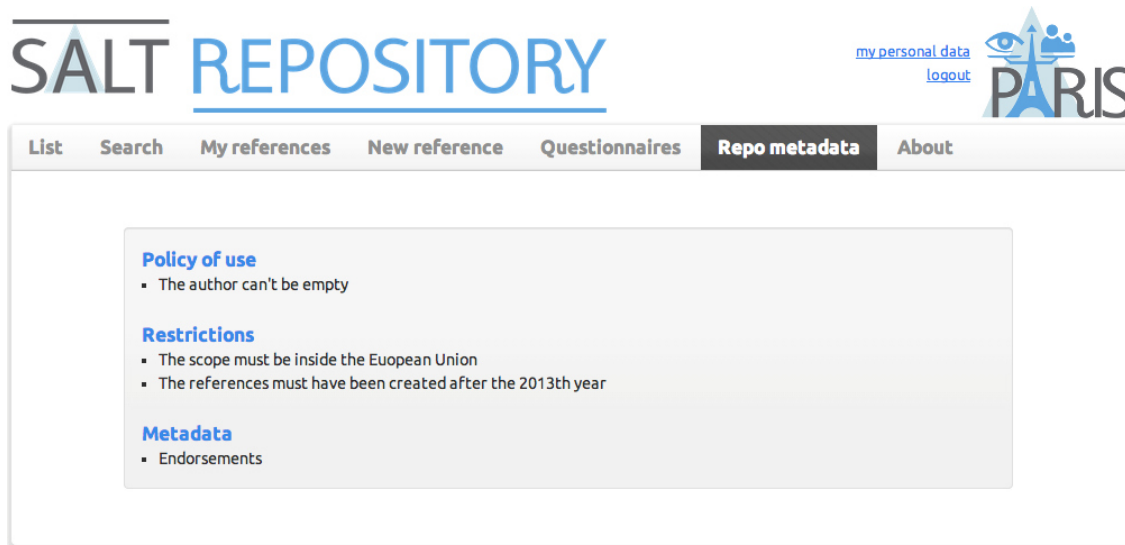 SALT REPOSITORY
my personal data
logout
PARIS
List Search My references New reference Questionnaires Repo metadata About
Policy of use
▪ The author can't be empty
Restrictions
▪ The scope must be inside the Euopean Union
▪ The references must have been created after the 2013th year
Metadata
▪ Endorsements